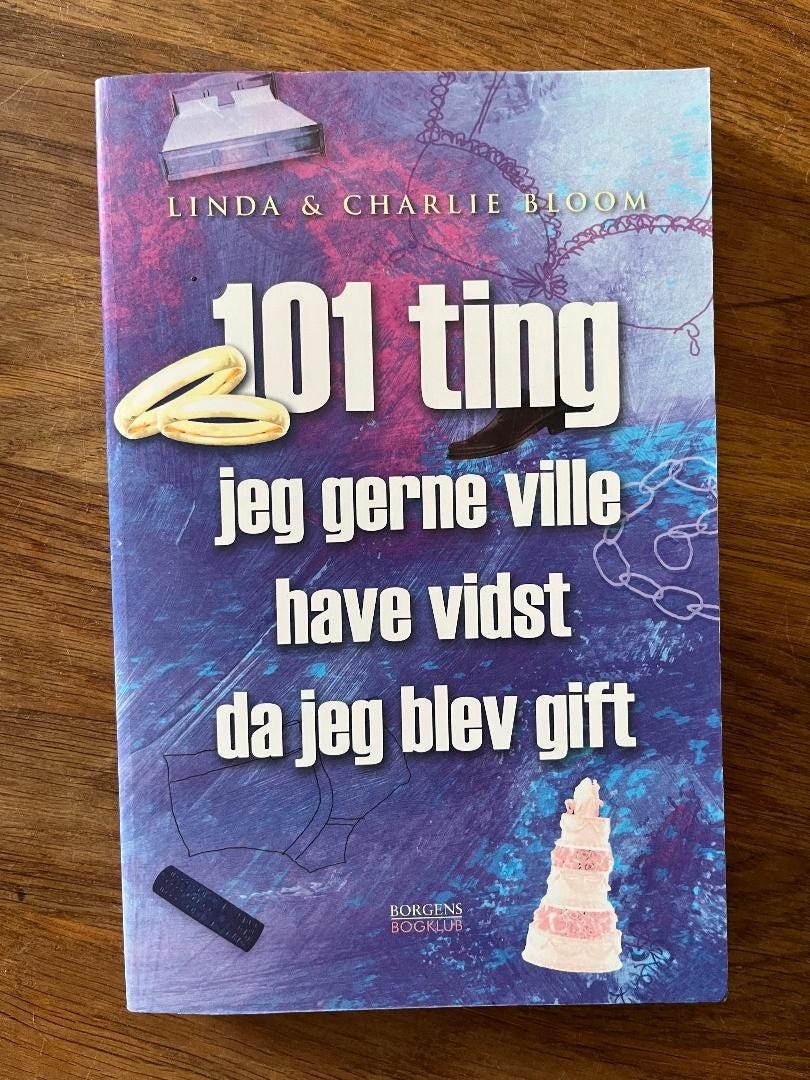 LINDA & CHARLIE BLOOM
101 ting
jeg gerne ville
have vidst
da jeg blev gift
BORGENS
BOGKLUB